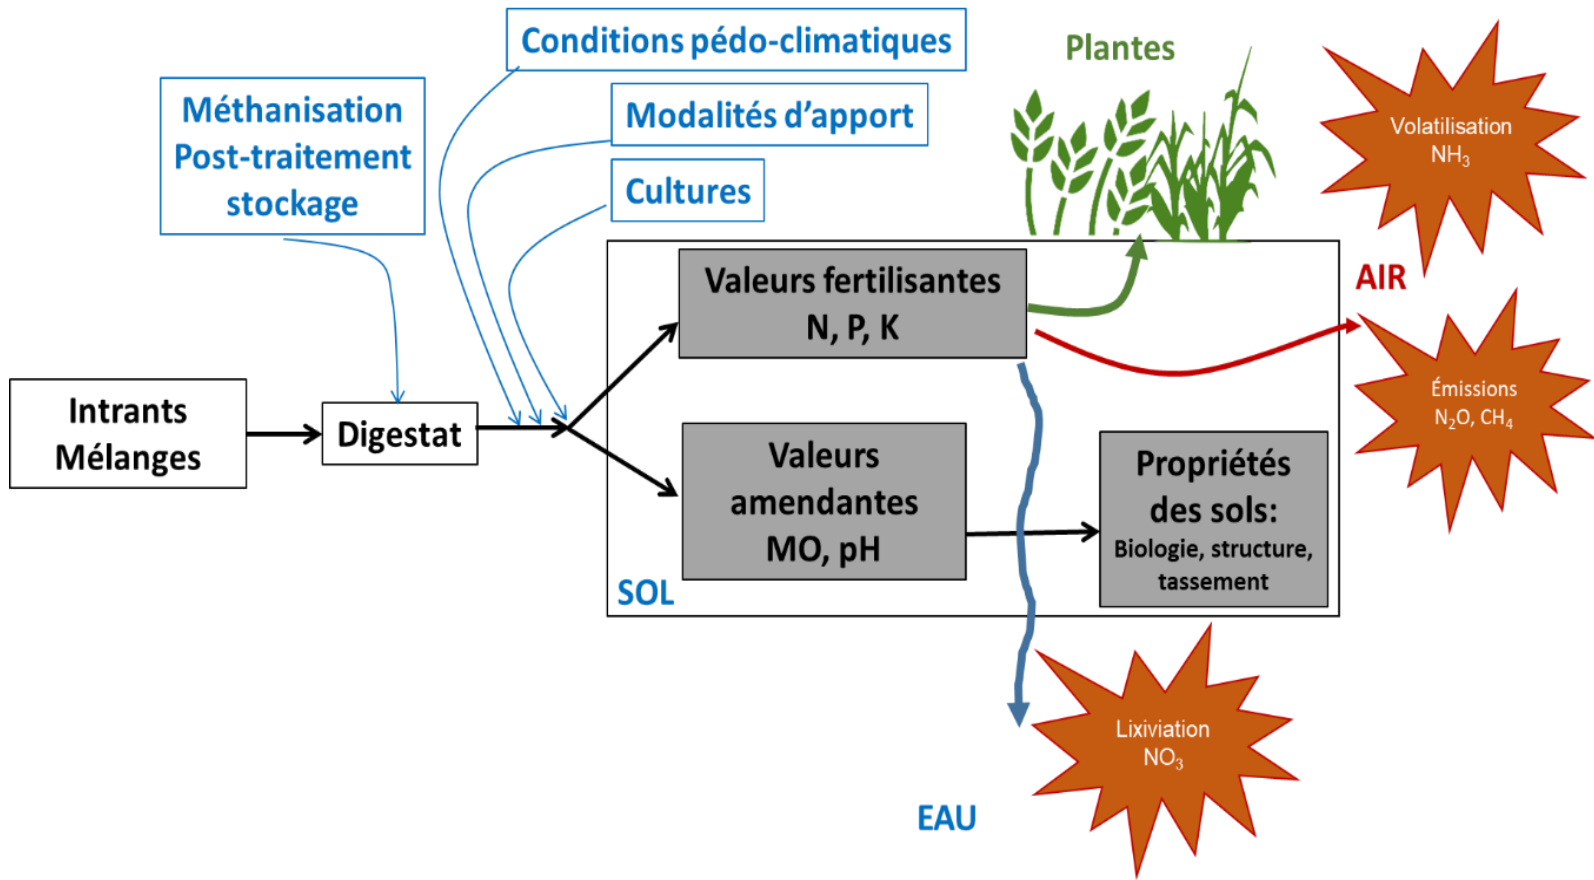 Conditions pédo-climatiques
Méthanisation
Post-traitement
stockage
Modalités d'apport
Cultures
Plantes
Volatilisation
NH₃
AIR
Valeurs fertilisantes
N, P, K
Émissions
N₂O, CH₄
Intrants
Mélanges
Digestat
Valeurs
amendantes
MO, pH
Propriétés
des sols:
Biologie, structure,
tassement
SOL
Lixiviation
NO₃
EAU